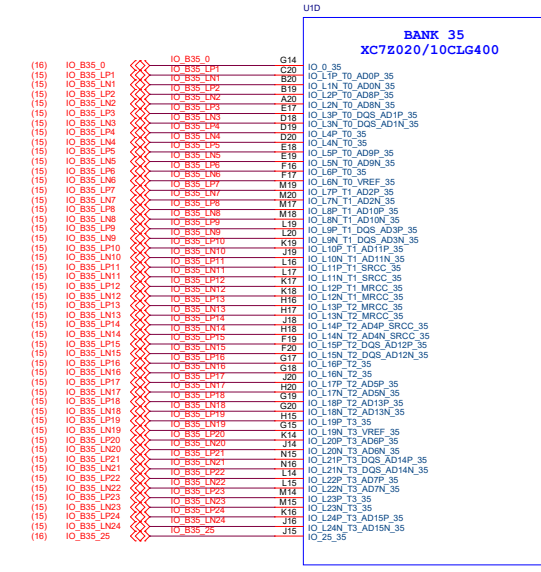 U1D
BANK 35
XC7Z020/10CLG400
(16) IO_B35_0 IO_B35_0 G14 IO_0_35
(15) IO_B35_LP1 IO_B35_LP1 C20 IO_L1P_T0_AD0P_35
(15) IO_B35_LN1 IO_B35_LN1 B20 IO_L1N_T0_AD0N_35
(15) IO_B35_LP2 IO_B35_LP2 B19 IO_L2P_T0_AD8P_35
(15) IO_B35_LN2 IO_B35_LN2 A20 IO_L2N_T0_AD8N_35
(15) IO_B35_LP3 IO_B35_LP3 E17 IO_L3P_T0_DQS_AD1P_35
(15) IO_B35_LN3 IO_B35_LN3 D18 IO_L3N_T0_DQS_AD1N_35
(15) IO_B35_LP4 IO_B35_LP4 D19 IO_L4P_T0_35
(15) IO_B35_LN4 IO_B35_LN4 D20 IO_L4N_T0_35
(15) IO_B35_LP5 IO_B35_LP5 E18 IO_L5P_T0_AD9P_35
(15) IO_B35_LN5 IO_B35_LN5 E19 IO_L5N_T0_AD9N_35
(15) IO_B35_LP6 IO_B35_LP6 F16 IO_L6P_T0_35
(15) IO_B35_LN6 IO_B35_LN6 F17 IO_L6N_T0_VREF_35
(15) IO_B35_LP7 IO_B35_LP7 M19 IO_L7P_T1_AD2P_35
(15) IO_B35_LN7 IO_B35_LN7 M20 IO_L7N_T1_AD2N_35
(15) IO_B35_LP8 IO_B35_LP8 M17 IO_L8P_T1_AD10P_35
(15) IO_B35_LN8 IO_B35_LN8 M18 IO_L8N_T1_AD10N_35
(15) IO_B35_LP9 IO_B35_LP9 L19 IO_L9P_T1_DQS_AD3P_35
(15) IO_B35_LN9 IO_B35_LN9 L20 IO_L9N_T1_DQS_AD3N_35
(15) IO_B35_LP10 IO_B35_LP10 K19 IO_L10P_T1_AD11P_35
(15) IO_B35_LN10 IO_B35_LN10 J19 IO_L10N_T1_AD11N_35
(15) IO_B35_LP11 IO_B35_LP11 L16 IO_L11P_T1_SRCC_35
(15) IO_B35_LN11 IO_B35_LN11 L17 IO_L11N_T1_SRCC_35
(15) IO_B35_LP12 IO_B35_LP12 K17 IO_L12P_T1_MRCC_35
(15) IO_B35_LN12 IO_B35_LN12 K18 IO_L12N_T1_MRCC_35
(15) IO_B35_LP13 IO_B35_LP13 H16 IO_L13P_T2_MRCC_35
(15) IO_B35_LN13 IO_B35_LN13 H17 IO_L13N_T2_MRCC_35
(15) IO_B35_LP14 IO_B35_LP14 J18 IO_L14P_T2_AD4P_SRCC_35
(15) IO_B35_LN14 IO_B35_LN14 H18 IO_L14N_T2_AD4N_SRCC_35
(15) IO_B35_LP15 IO_B35_LP15 F19 IO_L15P_T2_DQS_AD12P_35
(15) IO_B35_LN15 IO_B35_LN15 F20 IO_L15N_T2_DQS_AD12N_35
(15) IO_B35_LP16 IO_B35_LP16 G17 IO_L16P_T2_35
(15) IO_B35_LN16 IO_B35_LN16 G18 IO_L16N_T2_35
(15) IO_B35_LP17 IO_B35_LP17 J20 IO_L17P_T2_AD5P_35
(15) IO_B35_LN17 IO_B35_LN17 H20 IO_L17N_T2_AD5N_35
(15) IO_B35_LP18 IO_B35_LP18 G19 IO_L18P_T2_AD13P_35
(15) IO_B35_LN18 IO_B35_LN18 G20 IO_L18N_T2_AD13N_35
(15) IO_B35_LP19 IO_B35_LP19 H15 IO_L19P_T3_35
(15) IO_B35_LN19 IO_B35_LN19 G15 IO_L19N_T3_VREF_35
(15) IO_B35_LP20 IO_B35_LP20 K14 IO_L20P_T3_AD6P_35
(15) IO_B35_LN20 IO_B35_LN20 J14 IO_L20N_T3_AD6N_35
(15) IO_B35_LP21 IO_B35_LP21 N15 IO_L21P_T3_DQS_AD14P_35
(15) IO_B35_LN21 IO_B35_LN21 N16 IO_L21N_T3_DQS_AD14N_35
(15) IO_B35_LP22 IO_B35_LP22 L14 IO_L22P_T3_AD7P_35
(15) IO_B35_LN22 IO_B35_LN22 L15 IO_L22N_T3_AD7N_35
(15) IO_B35_LP23 IO_B35_LP23 M14 IO_L23P_T3_35
(15) IO_B35_LN23 IO_B35_LN23 M15 IO_L23N_T3_35
(15) IO_B35_LP24 IO_B35_LP24 K16 IO_L24P_T3_AD15P_35
(15) IO_B35_LN24 IO_B35_LN24 J16 IO_L24N_T3_AD15N_35
(16) IO_B35_25 IO_B35_25 J15 IO_25_35